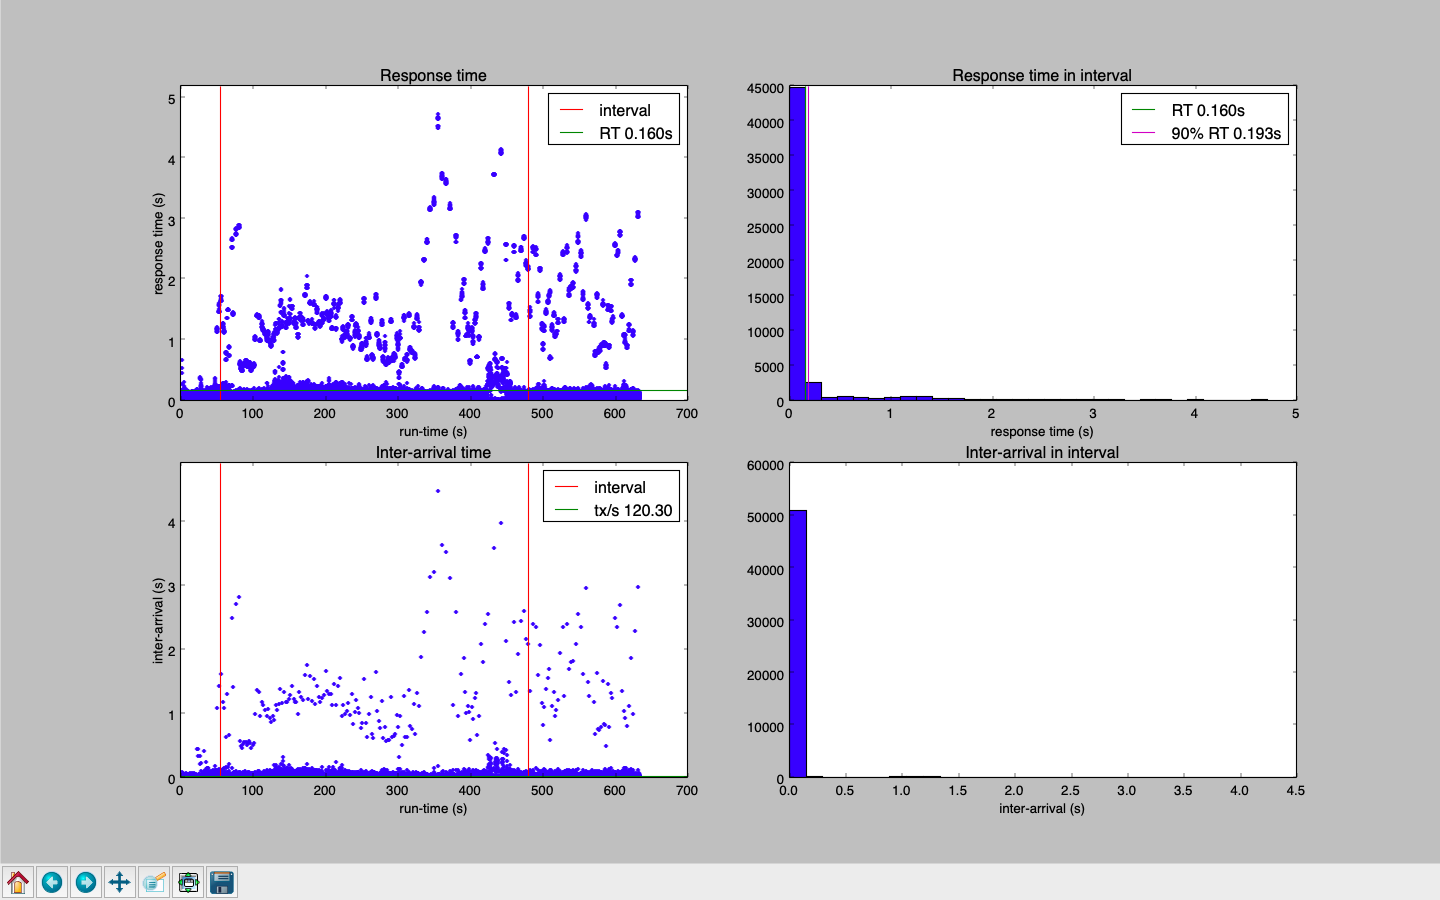 Response time
5
4
3
2
1
0
response time (s)
interval
RT 0.160s
0 100 200 300 400 500 600 700
run-time (s)
Response time in interval
45000
40000
35000
30000
25000
20000
15000
10000
5000
0
RT 0.160s
90% RT 0.193s
0 1 2 3 4 5
response time (s)
Inter-arrival time
4
3
2
1
0
inter-arrival (s)
interval
tx/s 120.30
0 100 200 300 400 500 600 700
run-time (s)
Inter-arrival in interval
60000
50000
40000
30000
20000
10000
0
0.0 0.5 1.0 1.5 2.0 2.5 3.0 3.5 4.0 4.5
inter-arrival (s)